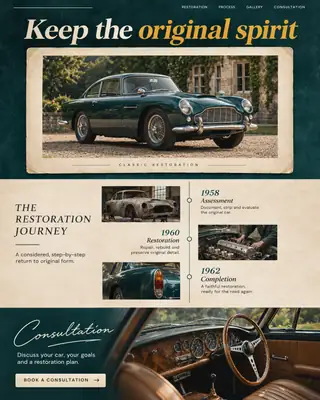 RESTORATION PROCESS GALLERY CONSULTATION
Keep the original spirit
CLASSIC RESTORATION
THE
RESTORATION
JOURNEY
A considered, step-by-step
return to original form.
1958
Assessment
Document, strip and evaluate
the original car.
1960
Restoration
Repair, rebuild and
preserve original detail.
1962
Completion
A faithful restoration,
ready for the road again.
Consultation
Discuss your car, your goals
and a restoration plan.
BOOK A CONSULTATION →